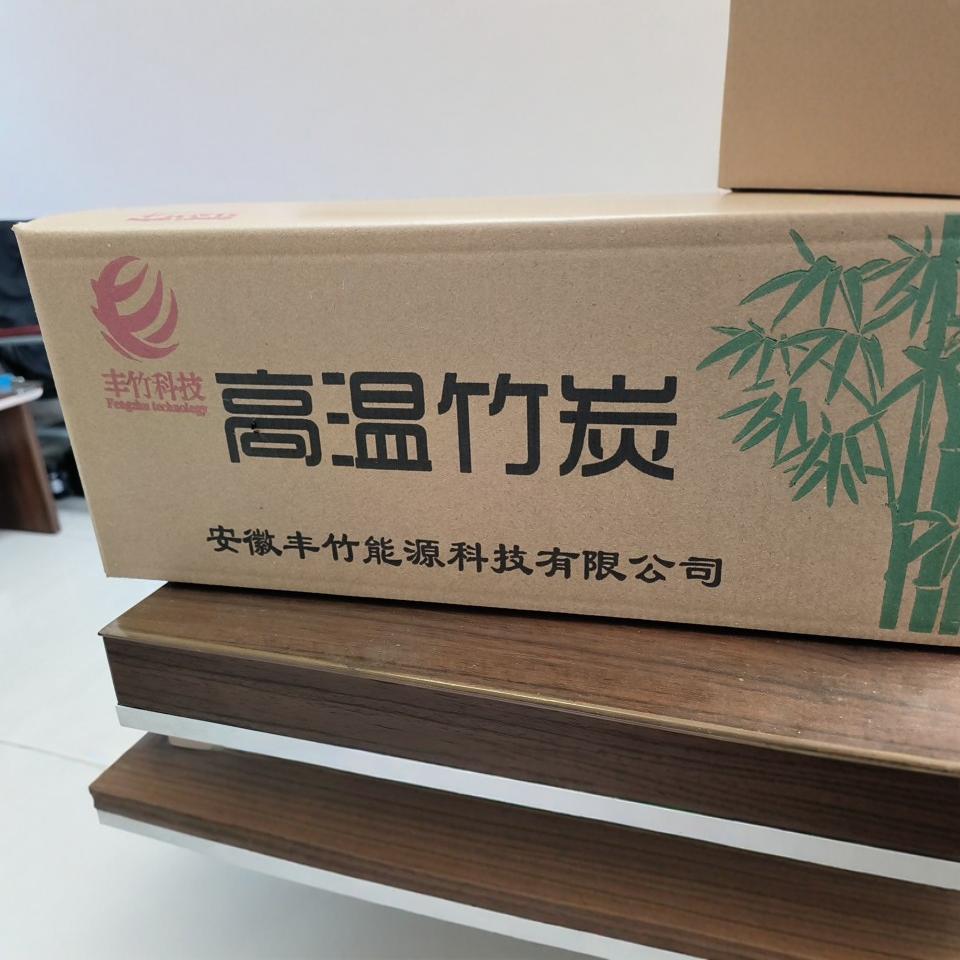 丰竹科技
Fengzhu technology
高温竹炭
安徽丰竹能源科技有限公司